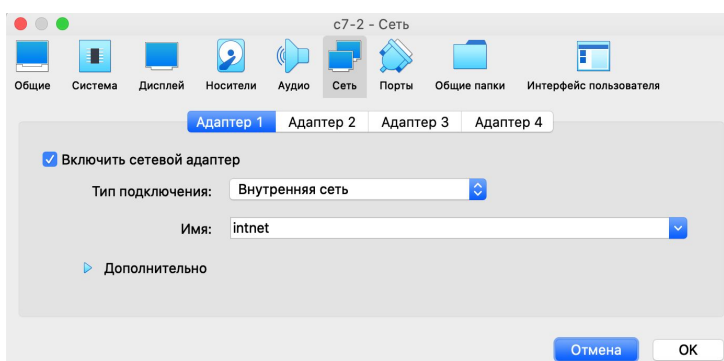 c7-2 - Сеть
Общие Система Дисплей Носители Аудио Сеть Порты Общие папки Интерфейс пользователя
Адаптер 1 Адаптер 2 Адаптер 3 Адаптер 4
Включить сетевой адаптер
Тип подключения: Внутренняя сеть
Имя: intnet
Дополнительно
Отмена OK